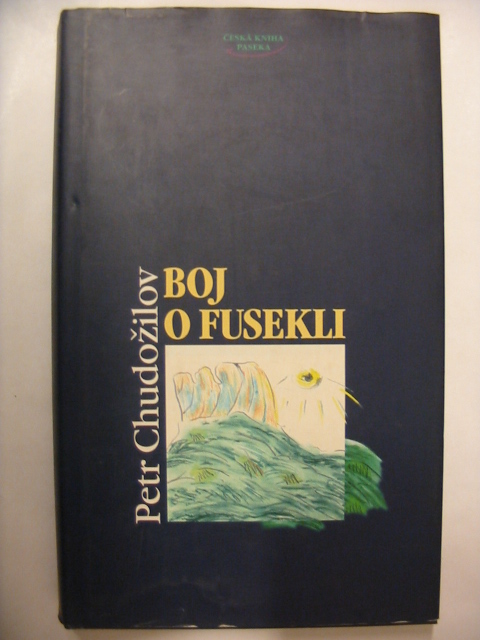 ČESKÁ KNIHA
PASEKA
Petr Chudožilov
BOJ
O FUSEKLI